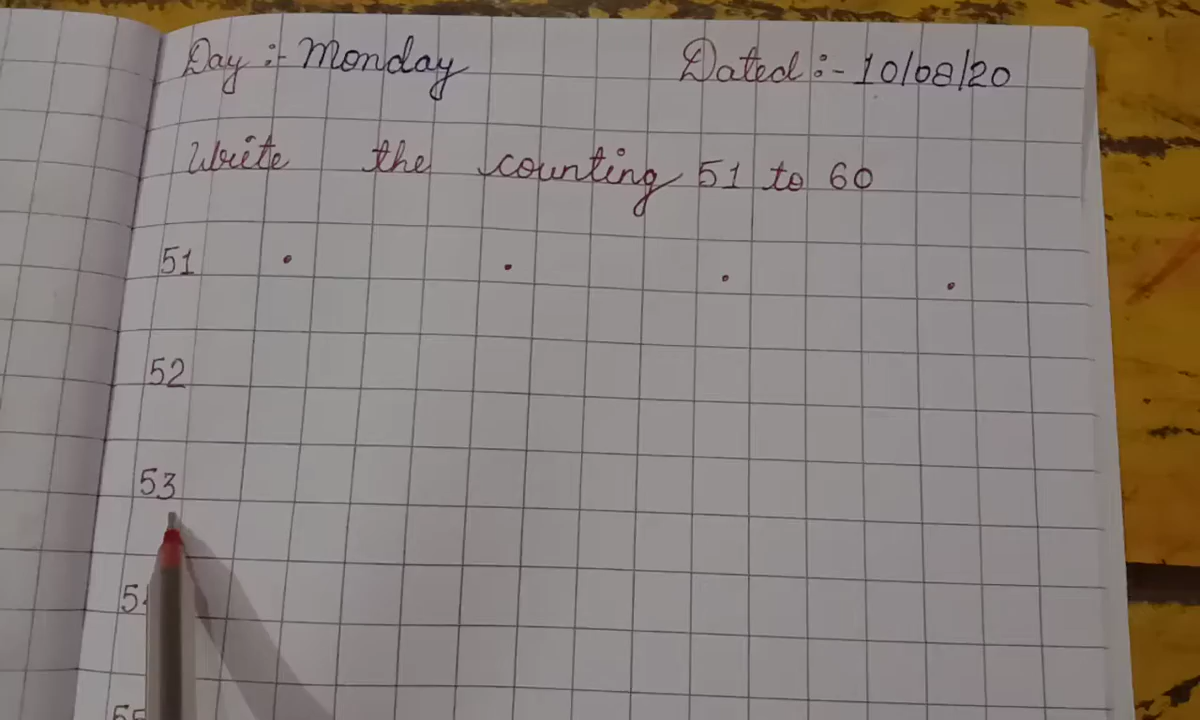 Day :- Monday Dated :- 10/08/20
Write the counting 51 to 60
51 . . . .
52
53